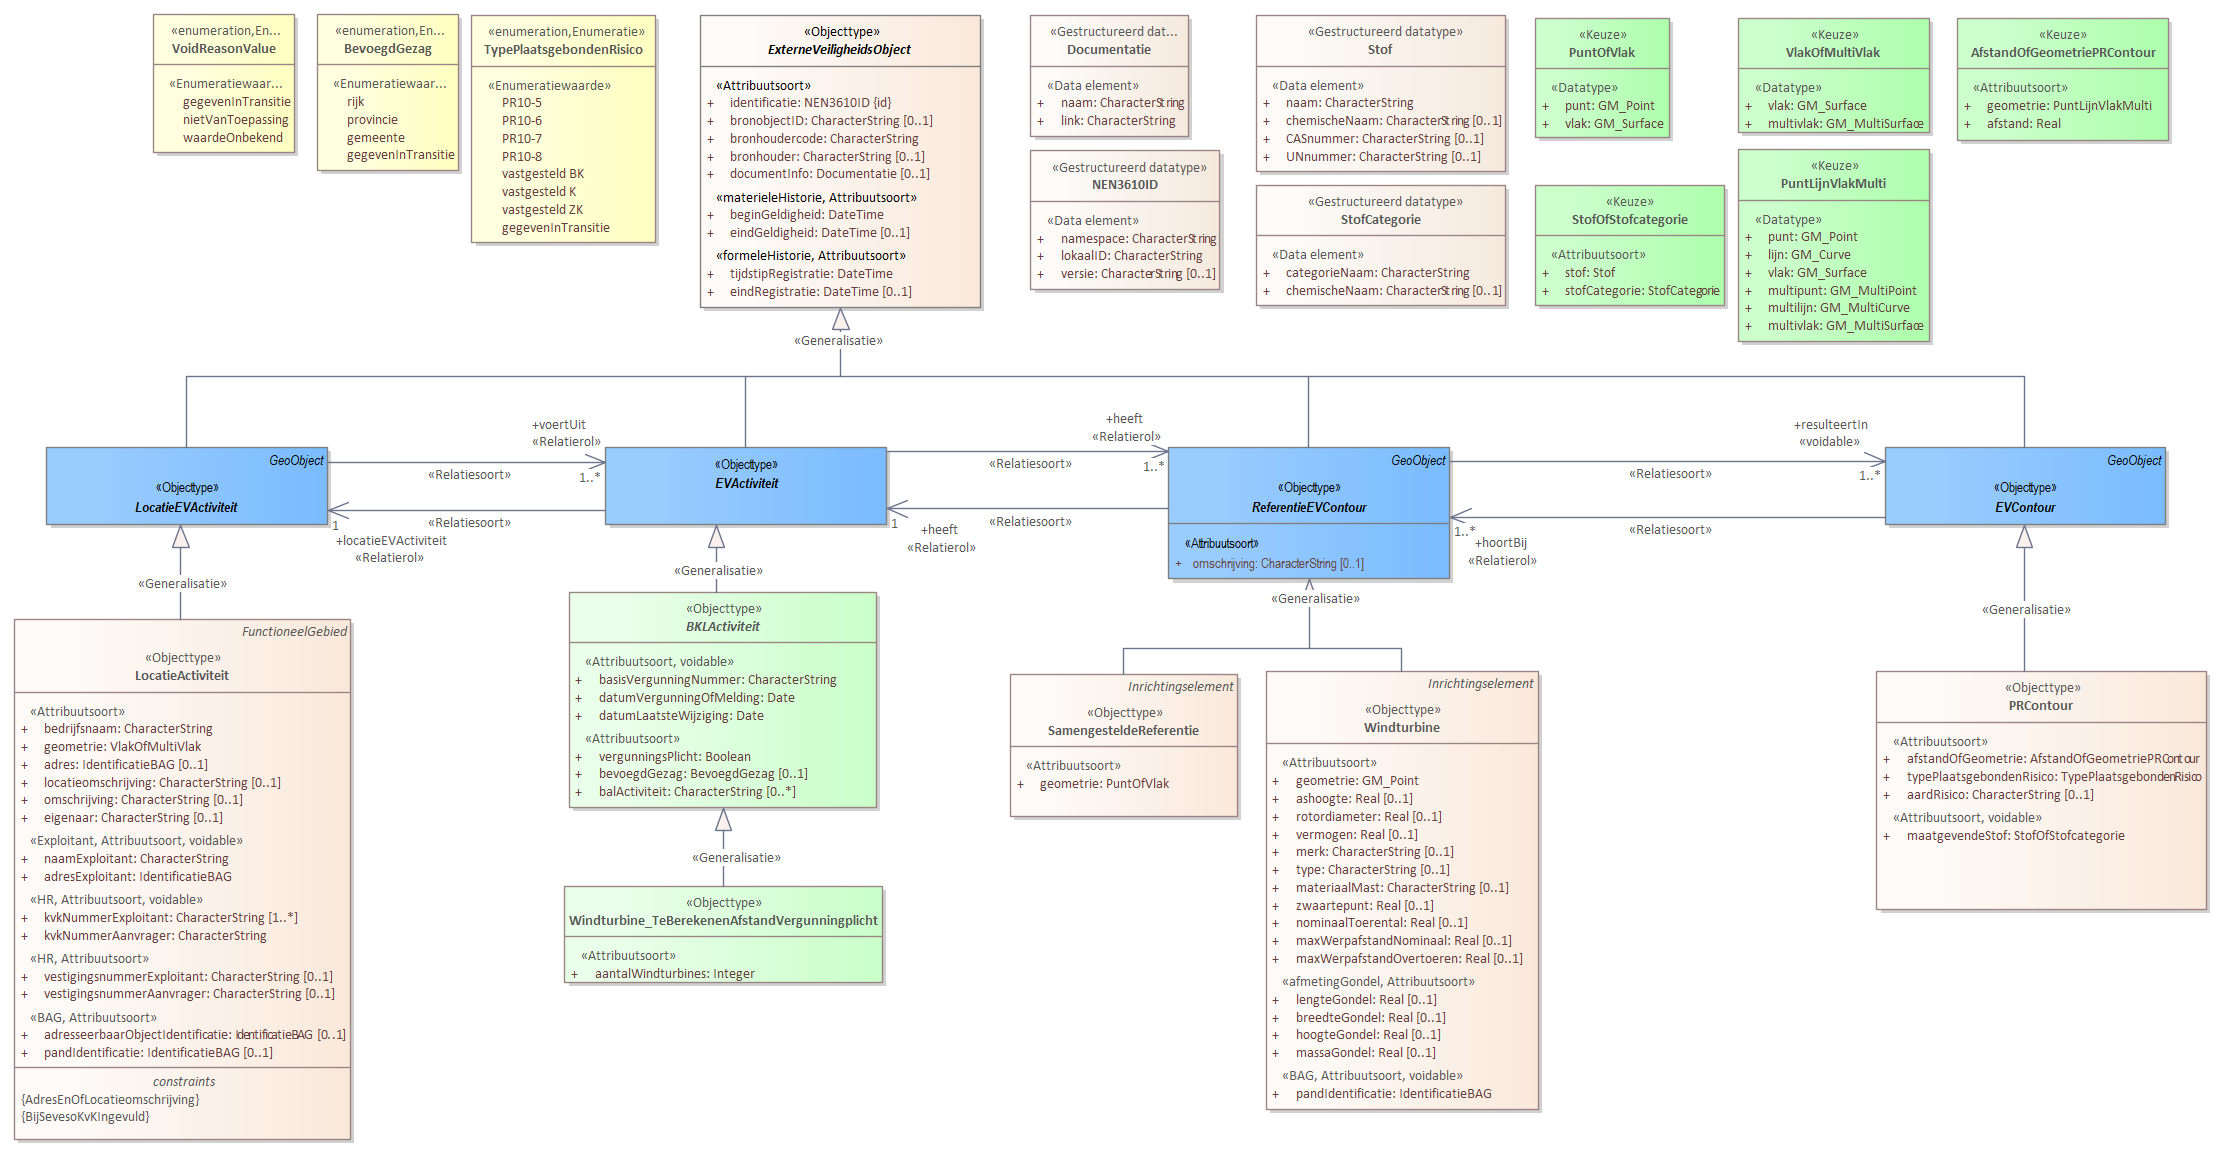 «enumeration,En...
VoidReasonValue
«Enumeratiewaar...
gegevenInTransitie
nietVanToepassing
waardeOnbekend
«enumeration,En...
BevoegdGezag
«Enumeratiewaar...
rijk
provincie
gemeente
gegevenInTransitie
«enumeration,Enumeratie»
TypePlaatsgebondenRisico
«Enumeratiewaarde»
PR10-5
PR10-6
PR10-7
PR10-8
vastgesteld BK
vastgesteld K
vastgesteld ZK
gegevenInTransitie
«Objecttype»
ExterneVeiligheidsObject
«Attribuutsoort»
+ identificatie: NEN3610ID {id}
+ bronobjectID: CharacterString [0..1]
+ bronhoudercode: CharacterString
+ bronhouder: CharacterString [0..1]
+ documentInfo: Documentatie [0..1]
«materieleHistorie, Attribuutsoort»
+ beginGeldigheid: DateTime
+ eindGeldigheid: DateTime [0..1]
«formeleHistorie, Attribuutsoort»
+ tijdstipRegistratie: DateTime
+ eindRegistratie: DateTime [0..1]
«Gestructureerd dat...
Documentatie
«Data element»
+ naam: CharacterString
+ link: CharacterString
«Gestructureerd datatype»
NEN3610ID
«Data element»
+ namespace: CharacterString
+ lokaalID: CharacterString
+ versie: CharacterString [0..1]
«Gestructureerd datatype»
Stof
«Data element»
+ naam: CharacterString
+ chemischeNaam: CharacterString [0..1]
+ CASnummer: CharacterString [0..1]
+ UNnummer: CharacterString [0..1]
«Gestructureerd datatype»
StofCategorie
«Data element»
+ categorieNaam: CharacterString
+ chemischeNaam: CharacterString [0..1]
«Keuze»
PuntOfVlak
«Datatype»
+ punt: GM_Point
+ vlak: GM_Surface
«Keuze»
StofOfStofcategorie
«Attribuutsoort»
+ stof: Stof
+ stofCategorie: StofCategorie
«Keuze»
VlakOfMultiVlak
«Datatype»
+ vlak: GM_Surface
+ multivlak: GM_MultiSurface
«Keuze»
PuntLijnVlakMulti
«Datatype»
+ punt: GM_Point
+ lijn: GM_Curve
+ vlak: GM_Surface
+ multipunt: GM_MultiPoint
+ multilijn: GM_MultiCurve
+ multivlak: GM_MultiSurface
«Keuze»
AfstandOfGeometriePRContour
«Attribuutsoort»
+ geometrie: PuntLijnVlakMulti
+ afstand: Real
«Generalisatie»
GeoObject
«Objecttype»
LocatieEVActiviteit
+voertUit
«Relatierol»
«Relatiesoort»
1..*
«Relatiesoort»
1
+locatieEVActiviteit
«Relatierol»
«Objecttype»
EVActiviteit
+heeft
«Relatierol»
«Relatiesoort»
1..*
«Relatiesoort»
1
+heeft
«Relatierol»
GeoObject
«Objecttype»
ReferentieEVContour
«Attribuutsoort»
+ omschrijving: CharacterString [0..1]
+resulteertIn
«voidable»
«Relatiesoort»
1..*
«Relatiesoort»
1..*
+hoortBij
«Relatierol»
GeoObject
«Objecttype»
EVContour
«Generalisatie»
«Generalisatie»
«Generalisatie»
«Generalisatie»
FunctioneelGebied
«Objecttype»
LocatieActiviteit
«Attribuutsoort»
+ bedrijfsnaam: CharacterString
+ geometrie: VlakOfMultiVlak
+ adres: IdentificatieBAG [0..1]
+ locatieomschrijving: CharacterString [0..1]
+ omschrijving: CharacterString [0..1]
+ eigenaar: CharacterString [0..1]
«Exploitant, Attribuutsoort, voidable»
+ naamExploitant: CharacterString
+ adresExploitant: IdentificatieBAG
«HR, Attribuutsoort, voidable»
+ kvkNummerExploitant: CharacterString [1..*]
+ kvkNummerAanvrager: CharacterString
«HR, Attribuutsoort»
+ vestigingsnummerExploitant: CharacterString [0..1]
+ vestigingsnummerAanvrager: CharacterString [0..1]
«BAG, Attribuutsoort»
+ adresseerbaarObjectIdentificatie: IdentificatieBAG [0..1]
+ pandIdentificatie: IdentificatieBAG [0..1]
constraints
{AdresEnOfLocatieomschrijving}
{BijSevesoKvKIngevuld}
«Objecttype»
BKLActiviteit
«Attribuutsoort, voidable»
+ basisVergunningNummer: CharacterString
+ datumVergunningOfMelding: Date
+ datumLaatsteWijziging: Date
«Attribuutsoort»
+ vergunningsPlicht: Boolean
+ bevoegdGezag: BevoegdGezag [0..1]
+ balActiviteit: CharacterString [0..*]
«Generalisatie»
«Objecttype»
Windturbine_TeBerekenenAfstandVergunningplicht
«Attribuutsoort»
+ aantalWindturbines: Integer
Inrichtingselement
«Objecttype»
SamengesteldeReferentie
«Attribuutsoort»
+ geometrie: PuntOfVlak
Inrichtingselement
«Objecttype»
Windturbine
«Attribuutsoort»
+ geometrie: GM_Point
+ ashoogte: Real [0..1]
+ rotordiameter: Real [0..1]
+ vermogen: Real [0..1]
+ merk: CharacterString [0..1]
+ type: CharacterString [0..1]
+ materiaalMast: CharacterString [0..1]
+ zwaartepunt: Real [0..1]
+ nominaalToerental: Real [0..1]
+ maxWerpafstandNominaal: Real [0..1]
+ maxWerpafstandOvertoeren: Real [0..1]
«afmetingGondel, Attribuutsoort»
+ lengteGondel: Real [0..1]
+ breedteGondel: Real [0..1]
+ hoogteGondel: Real [0..1]
+ massaGondel: Real [0..1]
«BAG, Attribuutsoort, voidable»
+ pandIdentificatie: IdentificatieBAG
«Objecttype»
PRContour
«Attribuutsoort»
+ afstandOfGeometrie: AfstandOfGeometriePRContour
+ typePlaatsgebondenRisico: TypePlaatsgebondenRisico
+ aardRisico: CharacterString [0..1]
«Attribuutsoort, voidable»
+ maatgevendeStof: StofOfStofcategorie